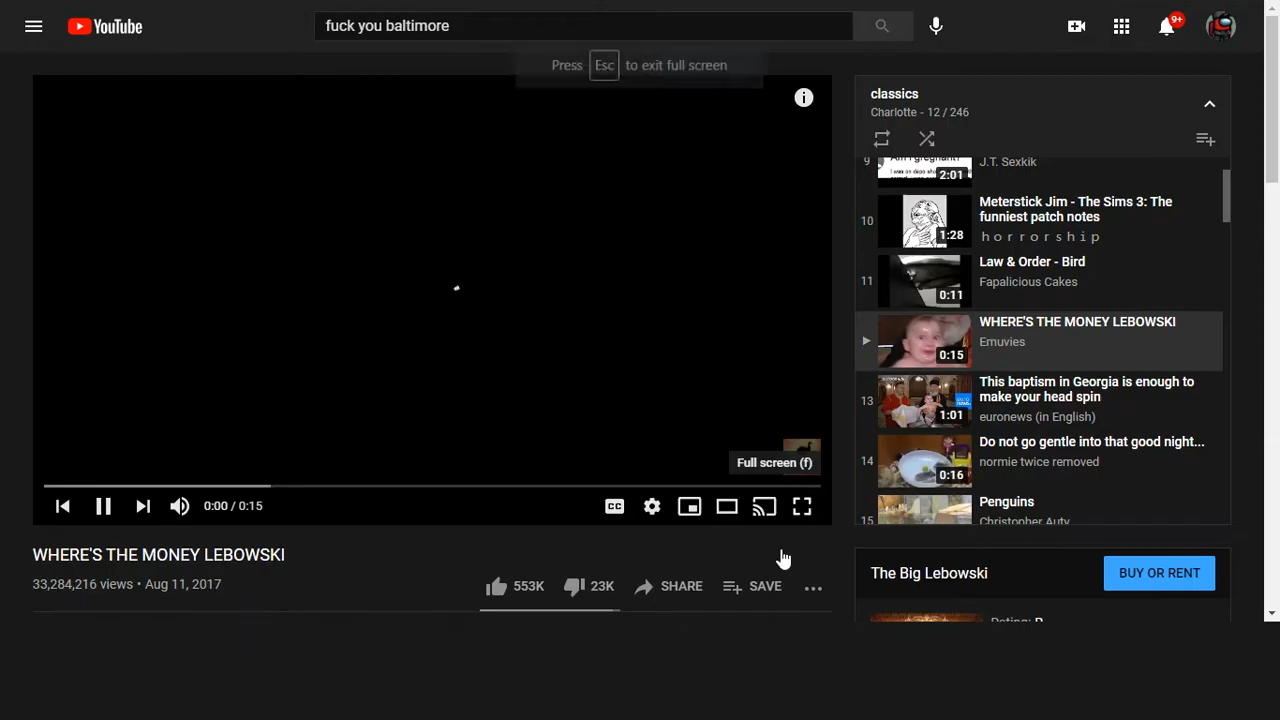 YouTube
fuck you baltimore
9+
Press Esc to exit full screen
classics
Charlotte - 12 / 246
9
2:01
J.T. Sexkik
10
1:28
Meterstick Jim - The Sims 3: The
funniest patch notes
h o r r o r s h i p
11
0:11
Law & Order - Bird
Fapalicious Cakes
0:15
WHERE'S THE MONEY LEBOWSKI
Emuvies
13
1:01
This baptism in Georgia is enough to
make your head spin
euronews (in English)
14
0:16
Do not go gentle into that good night...
normie twice removed
15
Penguins
Christopher Auty
Full screen (f)
0:00 / 0:15
CC
WHERE'S THE MONEY LEBOWSKI
33,284,216 views • Aug 11, 2017
553K
23K
SHARE
SAVE
The Big Lebowski
BUY OR RENT